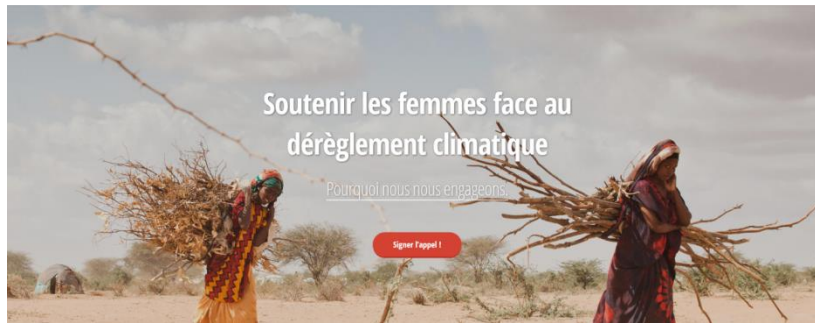 Soutenir les femmes face au
dérèglement climatique
Pourquoi nous nous engageons.
Signer l'appel !